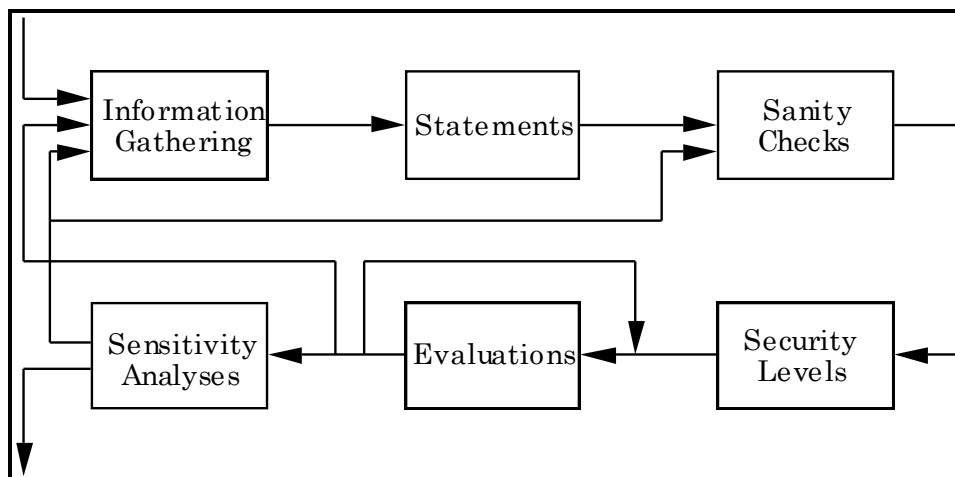 Information
Gathering
Statements
Sanity
Checks
Sensitivity
Analyses
Evaluations
Security
Levels